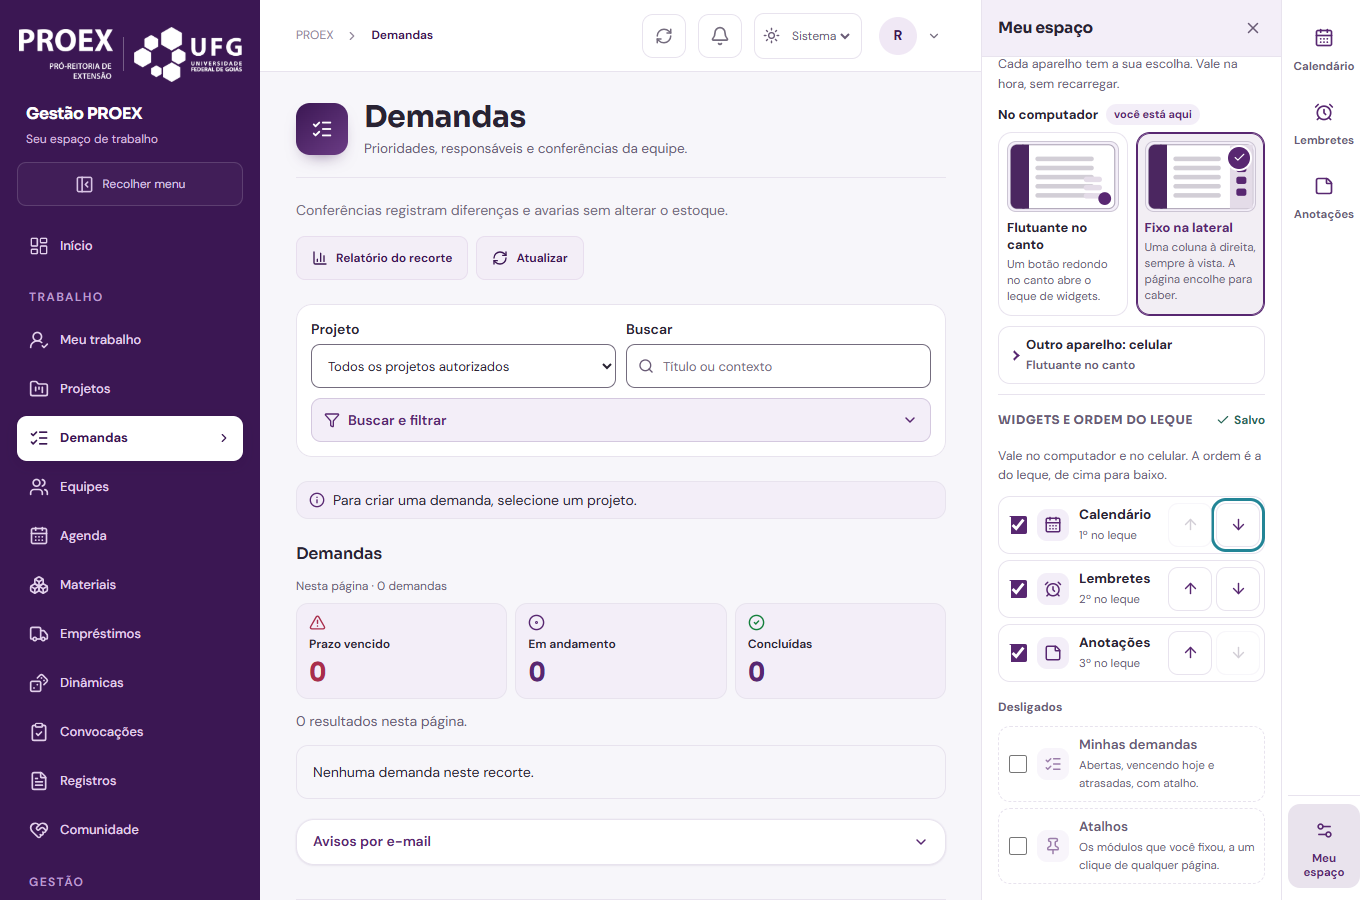 PROEX
PRÓ-REITORIA DE
EXTENSÃO
UFG
UNIVERSIDADE
FEDERAL DE GOIÁS
Gestão PROEX
Seu espaço de trabalho
Recolher menu
Início
TRABALHO
Meu trabalho
Projetos
Demandas
Equipes
Agenda
Materiais
Empréstimos
Dinâmicas
Convocações
Registros
Comunidade
GESTÃO
PROEX
Demandas
Sistema
R
Demandas
Prioridades, responsáveis e conferências da equipe.
Conferências registram diferenças e avarias sem alterar o estoque.
Relatório do recorte
Atualizar
Projeto
Buscar
Todos os projetos autorizados
Título ou contexto
Buscar e filtrar
Para criar uma demanda, selecione um projeto.
Demandas
Nesta página · 0 demandas
Prazo vencido
0
Em andamento
0
Concluídas
0
0 resultados nesta página.
Nenhuma demanda neste recorte.
Avisos por e-mail
Meu espaço
Cada aparelho tem a sua escolha. Vale na
hora, sem recarregar.
No computador
você está aqui
Flutuante no
canto
Um botão redondo
no canto abre o
leque de widgets.
Fixo na lateral
Uma coluna à direita,
sempre à vista. A
página encolhe para
caber.
Outro aparelho: celular
Flutuante no canto
WIDGETS E ORDEM DO LEQUE
Salvo
Vale no computador e no celular. A ordem é a
do leque, de cima para baixo.
Calendário
1º no leque
Lembretes
2º no leque
Anotações
3º no leque
Desligados
Minhas demandas
Abertas, vencendo hoje e
atrasadas, com atalho.
Atalhos
Os módulos que você fixou, a um
clique de qualquer página.
Calendário
Lembretes
Anotações
Meu
espaço